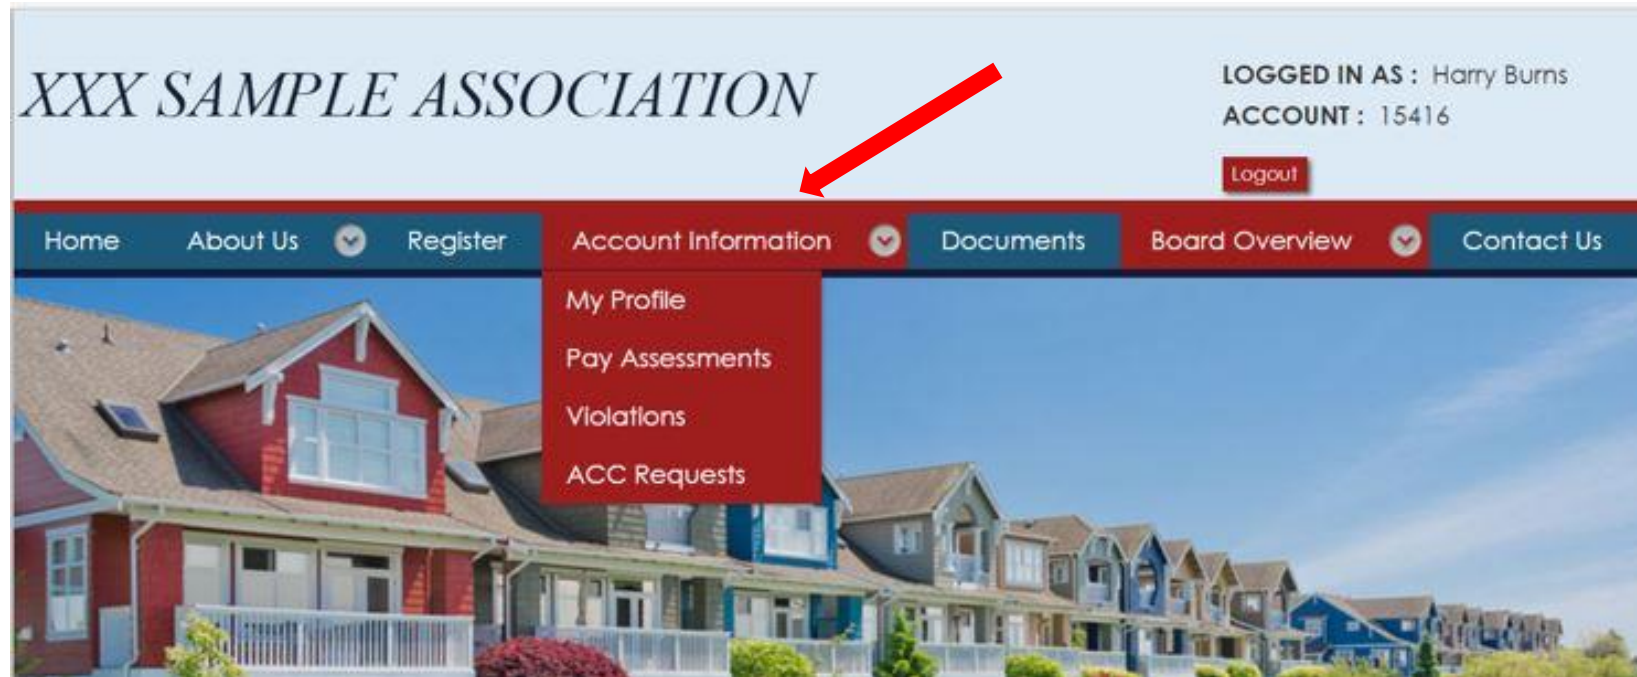 XXX SAMPLE ASSOCIATION
LOGGED IN AS : Harry Burns
ACCOUNT : 15416
Logout
Home About Us Register Account Information Documents Board Overview Contact Us
My Profile
Pay Assessments
Violations
ACC Requests